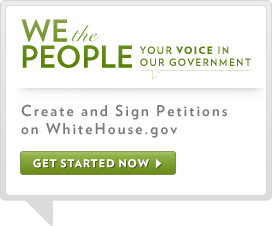 WE the
PEOPLE YOUR VOICE IN
OUR GOVERNMENT
Create and Sign Petitions
on WhiteHouse.gov
GET STARTED NOW